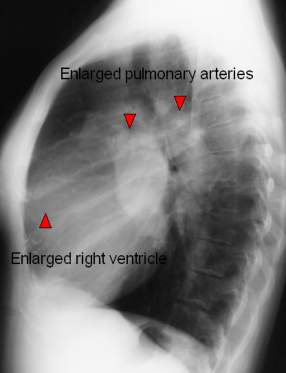 Enlarged pulmonary arteries
Enlarged right ventricle